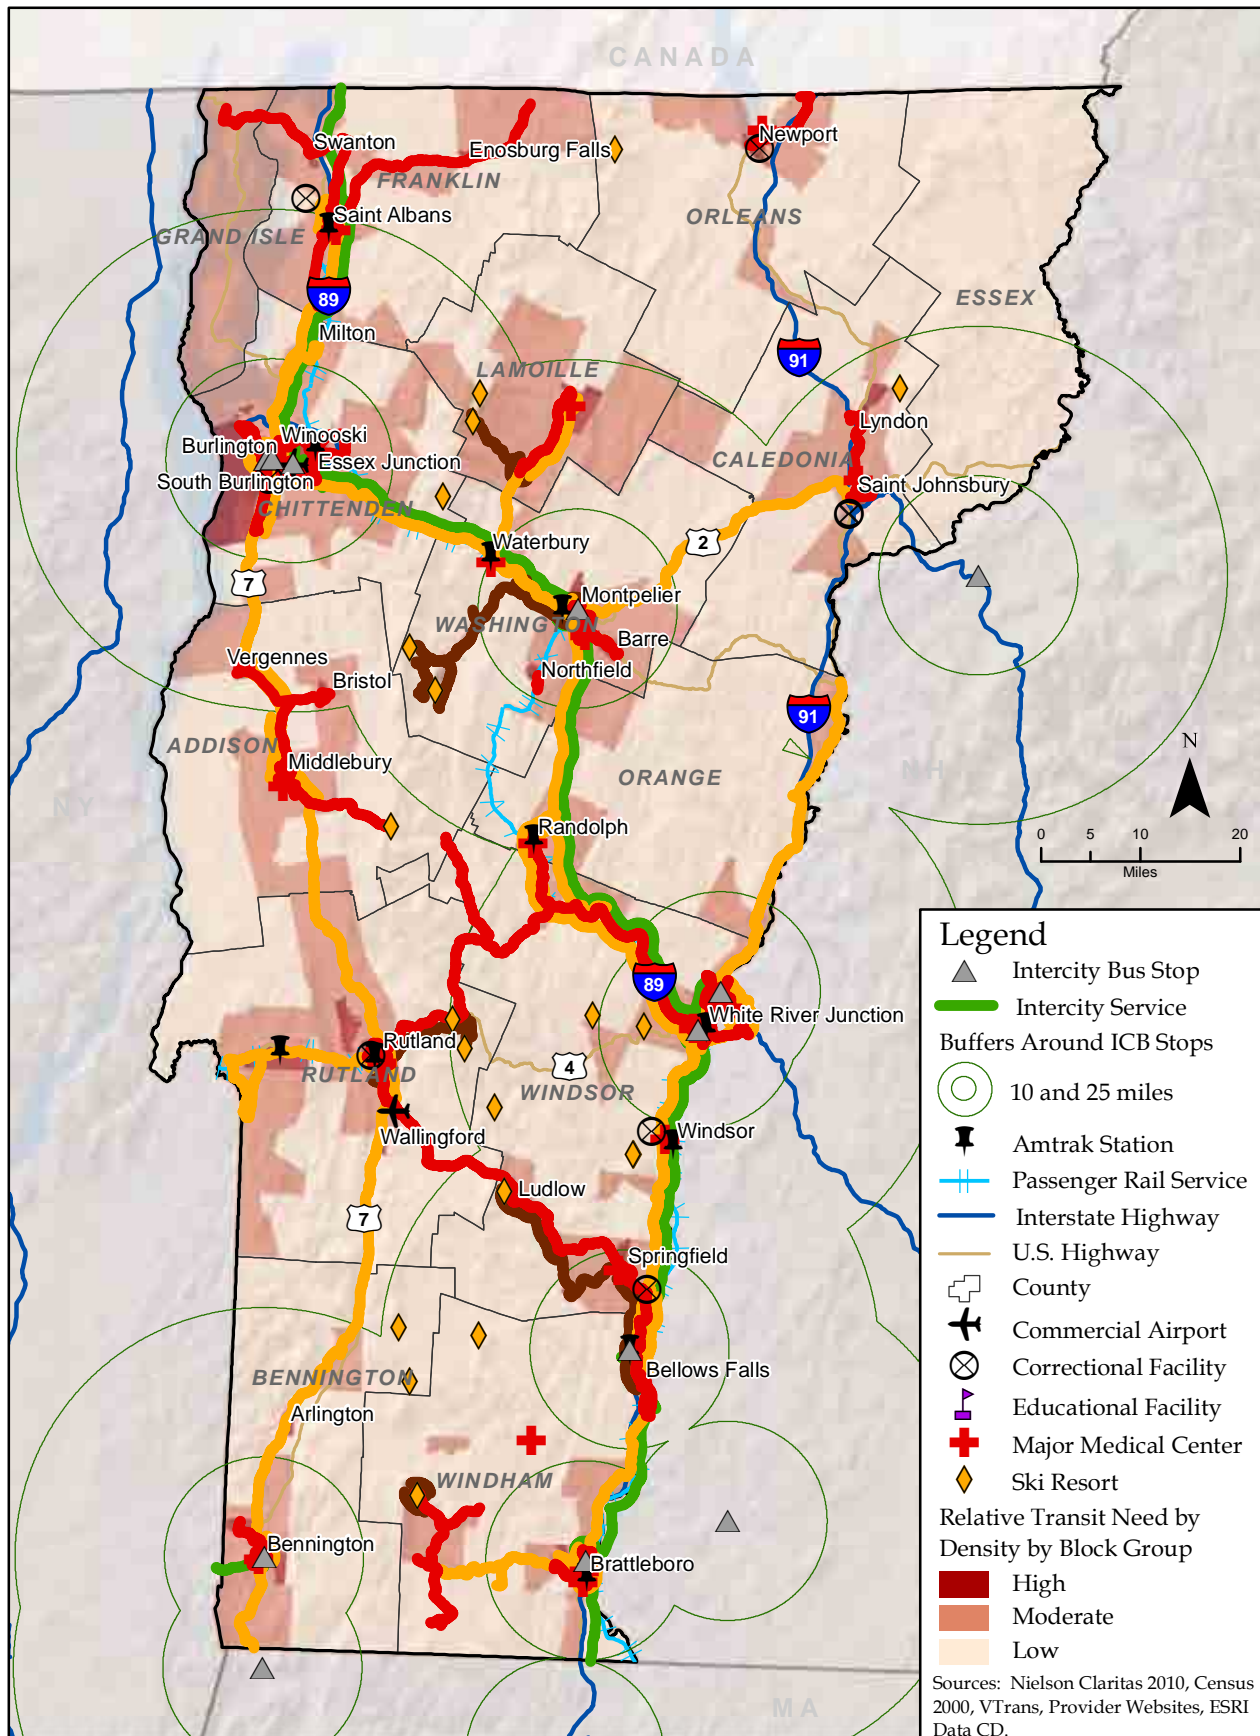 CANADA
Swanton
Newport
Enosburg Falls
FRANKLIN
Saint Albans
ORLEANS
GRAND ISLE
ESSEX
89
Milton
91
LAMOILLE
Lyndon
Winooski
Burlington
Essex Junction
CALEDONIA
South Burlington
Saint Johnsbury
CHITTENDEN
Waterbury
2
7
Montpelier
WASHINGTON
Barre
Vergennes
Northfield
Bristol
91
ADDISON
Middlebury
NH
ORANGE
N
NY
Randolph
0 5 10 20
Miles
89
White River Junction
Rutland
4
RUTLAND
WINDSOR
Wallingford
Windsor
Ludlow
7
Springfield
Bellows Falls
BENNINGTON
Arlington
WINDHAM
Bennington
Brattleboro
MA
Legend
Intercity Bus Stop
Intercity Service
Buffers Around ICB Stops
10 and 25 miles
Amtrak Station
Passenger Rail Service
Interstate Highway
U.S. Highway
County
Commercial Airport
Correctional Facility
Educational Facility
Major Medical Center
Ski Resort
Relative Transit Need by
Density by Block Group
High
Moderate
Low
Sources: Nielson Claritas 2010, Census
2000, VTrans, Provider Websites, ESRI
Data CD.